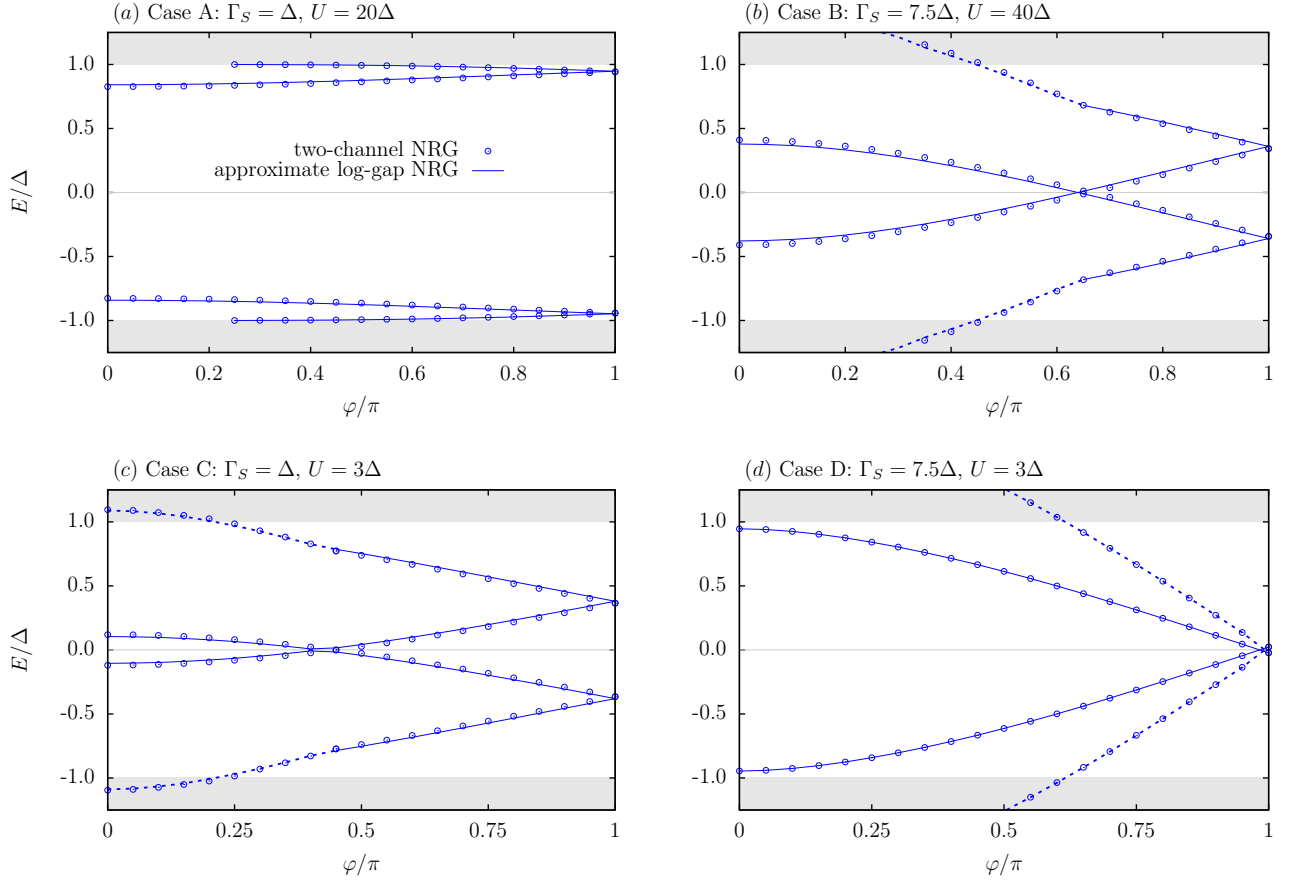 (a) Case A: Γ_S = Δ, U = 20Δ
(b) Case B: Γ_S = 7.5Δ, U = 40Δ
1.0
0.5
0.0
-0.5
-1.0
E/Δ
two-channel NRG
approximate log-gap NRG
0 0.2 0.4 0.6 0.8 1
φ/π
1.0
0.5
0.0
-0.5
-1.0
0 0.2 0.4 0.6 0.8 1
φ/π
(c) Case C: Γ_S = Δ, U = 3Δ
(d) Case D: Γ_S = 7.5Δ, U = 3Δ
1.0
0.5
0.0
-0.5
-1.0
E/Δ
0 0.25 0.5 0.75 1
φ/π
1.0
0.5
0.0
-0.5
-1.0
0 0.25 0.5 0.75 1
φ/π